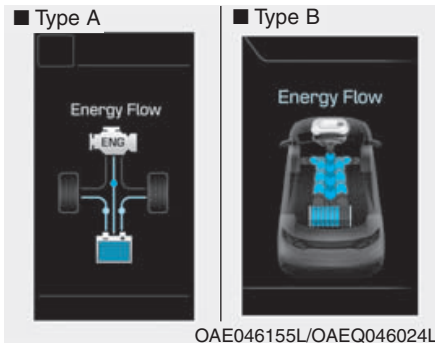 ■ Type A
■ Type B
Energy Flow
ENG
Energy Flow
OAE046155L/OAEQ046024L